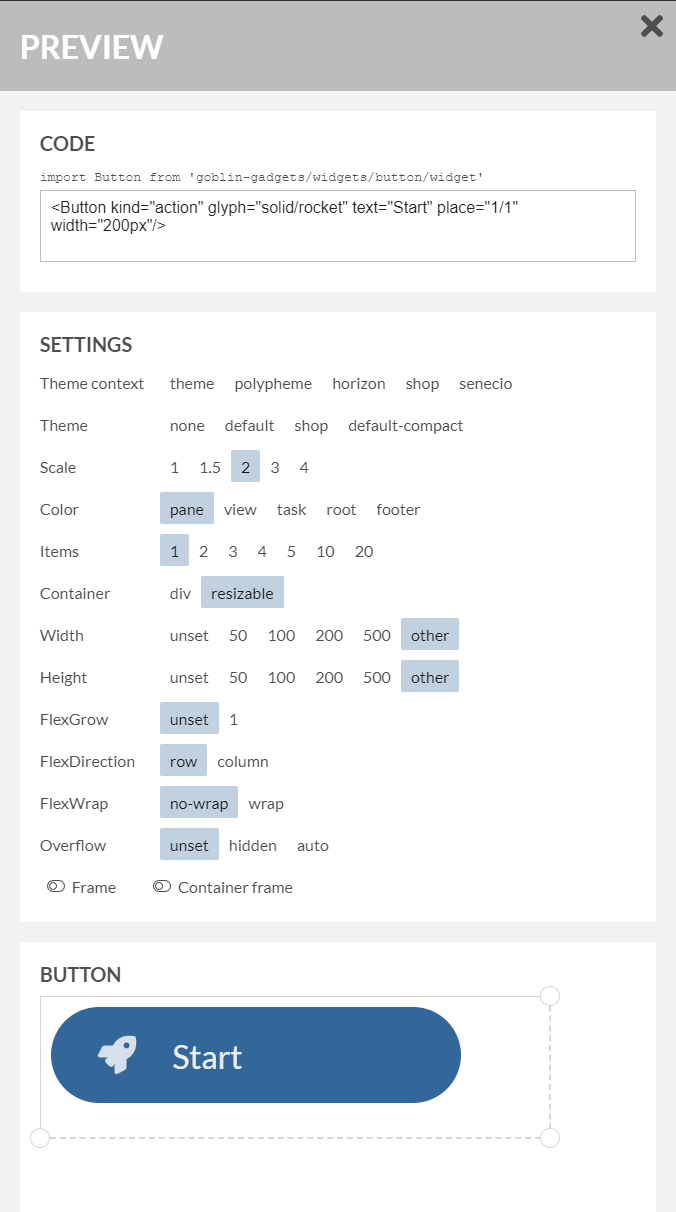 PREVIEW
CODE
import Button from 'goblin-gadgets/widgets/button/widget'
<Button kind="action" glyph="solid/rocket" text="Start" place="1/1"
width="200px"/>
SETTINGS
Theme context theme polypheme horizon shop senecio
Theme none default shop default-compact
Scale 1 1.5 2 3 4
Color pane view task root footer
Items 1 2 3 4 5 10 20
Container div resizable
Width unset 50 100 200 500 other
Height unset 50 100 200 500 other
FlexGrow unset 1
FlexDirection row column
FlexWrap no-wrap wrap
Overflow unset hidden auto
Frame Container frame
BUTTON
Start